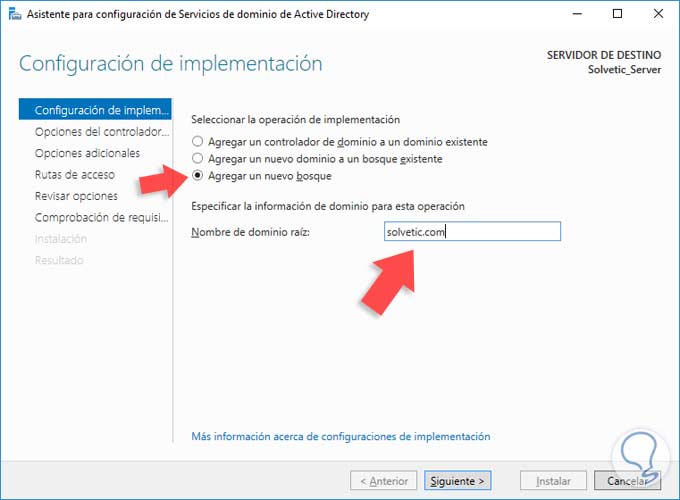 Asistente para configuración de Servicios de dominio de Active Directory
Configuración de implementación
SERVIDOR DE DESTINO
Solvetic_Server
Configuración de implem...
Opciones del controlador...
Opciones adicionales
Rutas de acceso
Revisar opciones
Comprobación de requisi...
Instalación
Resultado
Seleccionar la operación de implementación
Agregar un controlador de dominio a un dominio existente
Agregar un nuevo dominio a un bosque existente
Agregar un nuevo bosque
Especificar la información de dominio para esta operación
Nombre de dominio raíz:
solvetic.com
Más información acerca de configuraciones de implementación
< Anterior
Siguiente >
Instalar
Cancelar